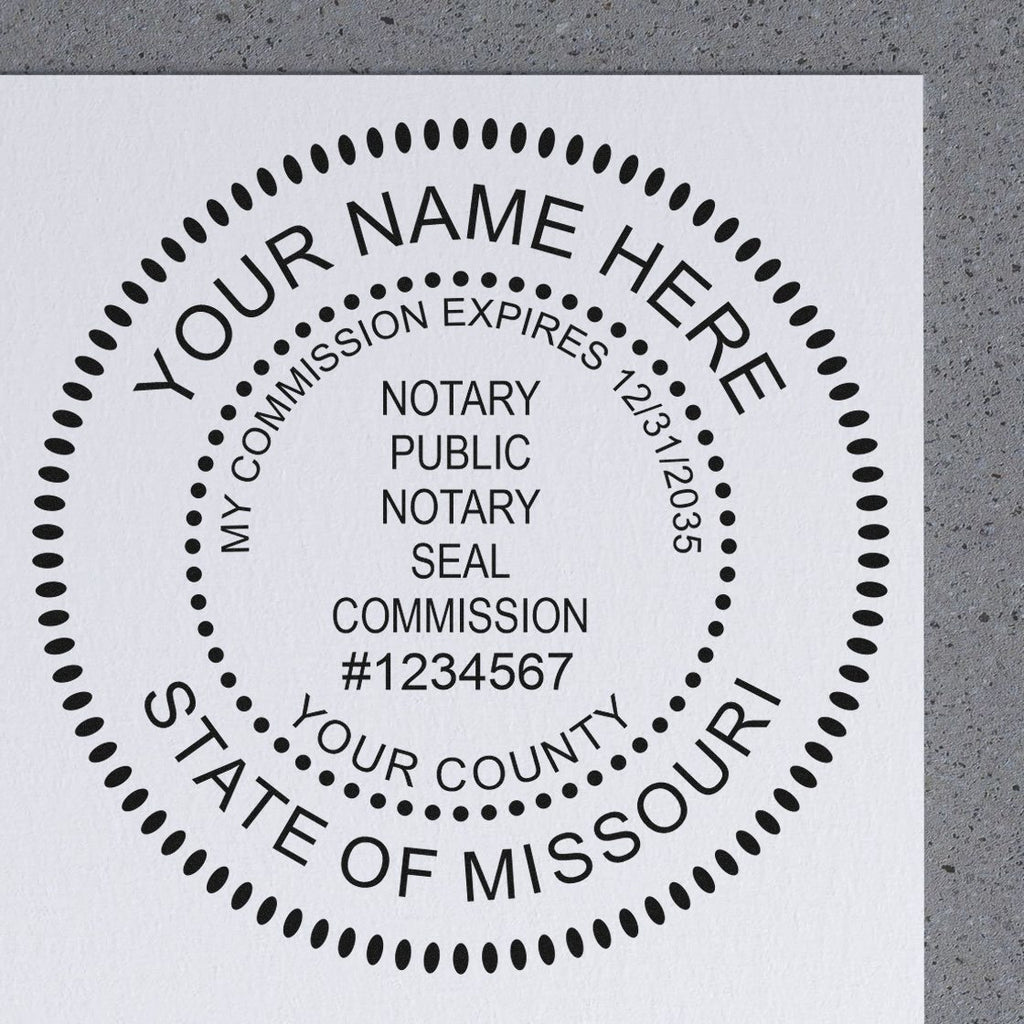 YOUR NAME HERE
MY COMMISSION EXPIRES 12/31/2035
NOTARY
PUBLIC
NOTARY
SEAL
COMMISSION
#1234567
YOUR COUNTY
STATE OF MISSOURI